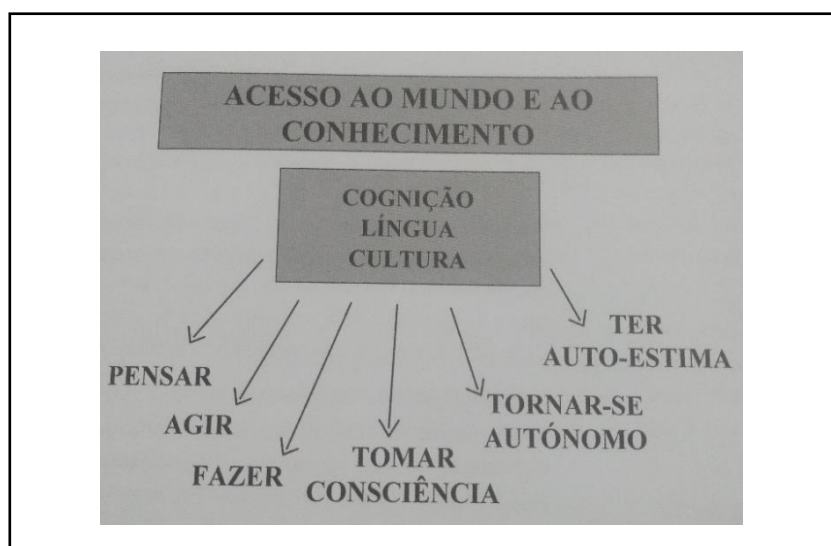 ACESSO AO MUNDO E AO
CONHECIMENTO
COGNIÇÃO
LÍNGUA
CULTURA
PENSAR
AGIR
FAZER
TOMAR
CONSCIÊNCIA
TORNAR-SE
AUTÓNOMO
TER
AUTO-ESTIMA